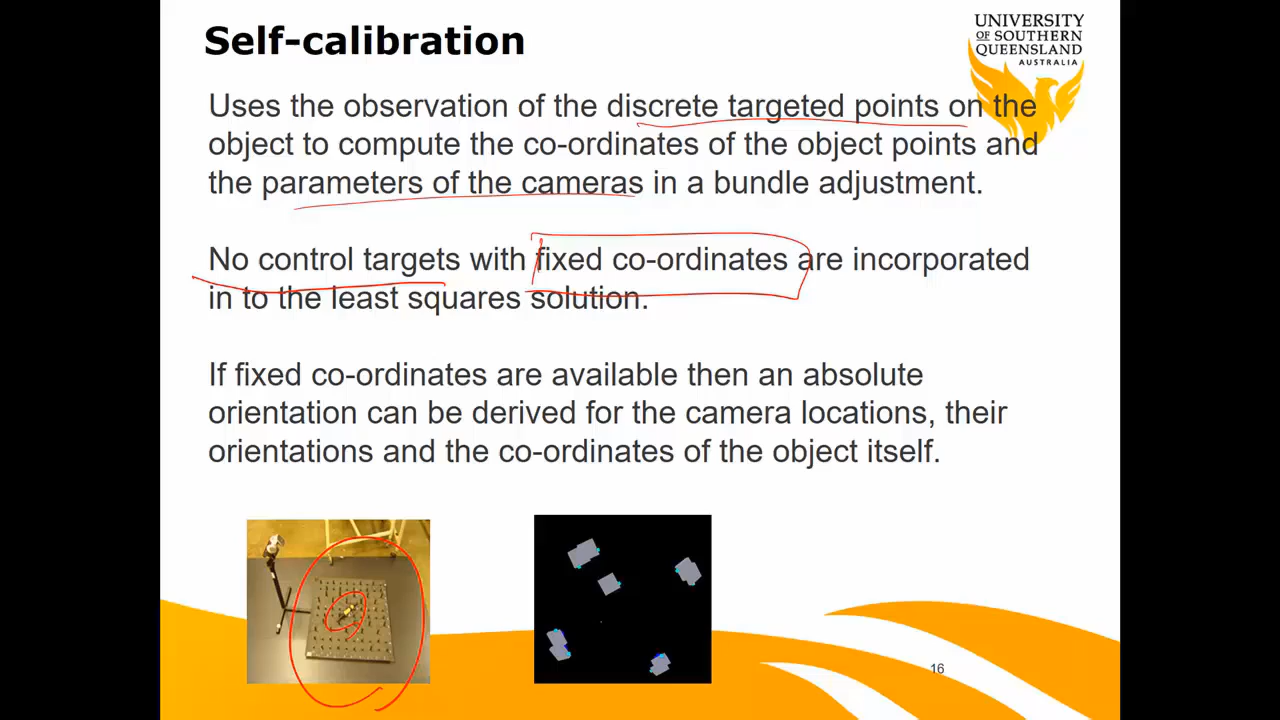 Self-calibration
UNIVERSITY
OF SOUTHERN
QUEENSLAND
AUSTRALIA
Uses the observation of the discrete targeted points on the
object to compute the co-ordinates of the object points and
the parameters of the cameras in a bundle adjustment.
No control targets with fixed co-ordinates are incorporated
in to the least squares solution.
If fixed co-ordinates are available then an absolute
orientation can be derived for the camera locations, their
orientations and the co-ordinates of the object itself.
16